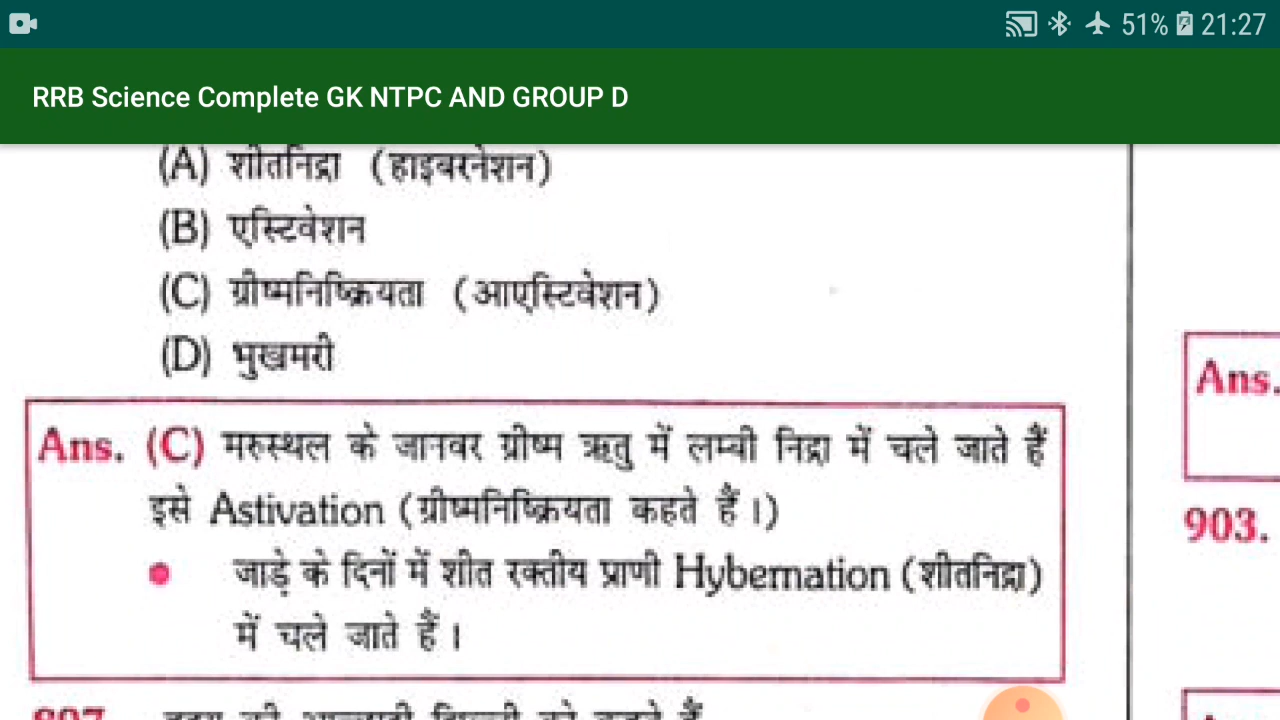 51% 21:27
RRB Science Complete GK NTPC AND GROUP D
(A) शीतनिद्रा (हाइबरनेशन)
(B) एस्टिवेशन
(C) ग्रीष्मनिष्क्रियता (आएस्टिवेशन)
(D) भुखमरी
Ans. (C) मरुस्थल के जानवर ग्रीष्म ऋतु में लम्बी निद्रा में चले जाते हैं
इसे Astivation (ग्रीष्मनिष्क्रियता कहते हैं।)
• जाड़े के दिनों में शीत रक्तीय प्राणी Hybernation (शीतनिद्रा)
में चले जाते हैं।
Ans.
903.